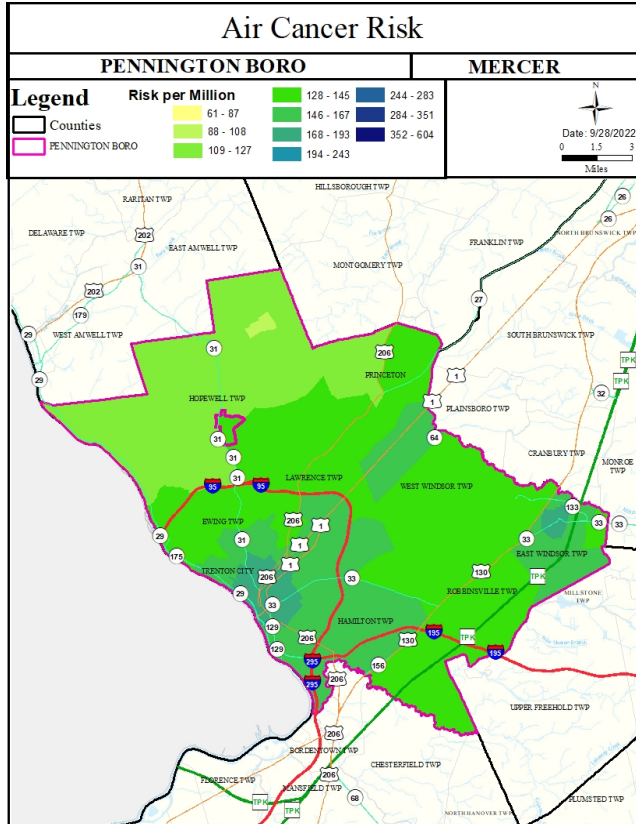 Air Cancer Risk
PENNINGTON BORO
MERCER
Legend
Counties
PENNINGTON BORO
Risk per Million
61 - 87
88 - 108
109 - 127
128 - 145
146 - 167
168 - 193
194 - 243
244 - 283
284 - 351
352 - 604
N
Date: 9/28/2022
0 1.5 3
Miles
HILLSBOROUGH TWP
RARITAN TWP
26
DELAWARE TWP
202
26
NORTH BRUNSWICK TWP
EAST AMWELL TWP
FRANKLIN TWP
31
MONTGOMERY TWP
202
27
179
29
WEST AMWELL TWP
SOUTH BRUNSWICK TWP
31
206
TPK
29
PRINCETON
1
TPK
HOPEWELL TWP
1
PLAINSBORO TWP
32
31
64
31
CRANBURY TWP
MONROE
TWP
31
LAWRENCE TWP
95
95
WEST WINDSOR TWP
133
EWING TWP
206
1
33
33
29
31
1
33
EAST WINDSOR TWP
175
1
TRENTON CITY
206
33
130
TPK
29
ROBBINSVILLE TWP
MILLSTONE
TWP
33
HAMILTON TWP
129
206
130
195
TPK
129
195
295
156
295
206
UPPER FREEHOLD TWP
206
BORDENTOWN TWP
CHESTERFIELD TWP
FLORENCE TWP
206
MANSFIELD TWP
TPK
68
TPK
PLUMSTED TWP
NORTH HANOVER TWP